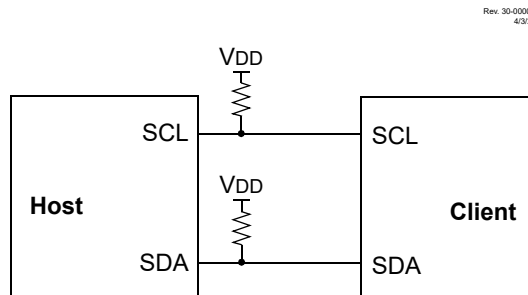 Rev. 30-0000
4/3/
VDD
SCL
SCL
VDD
Host
Client
SDA
SDA